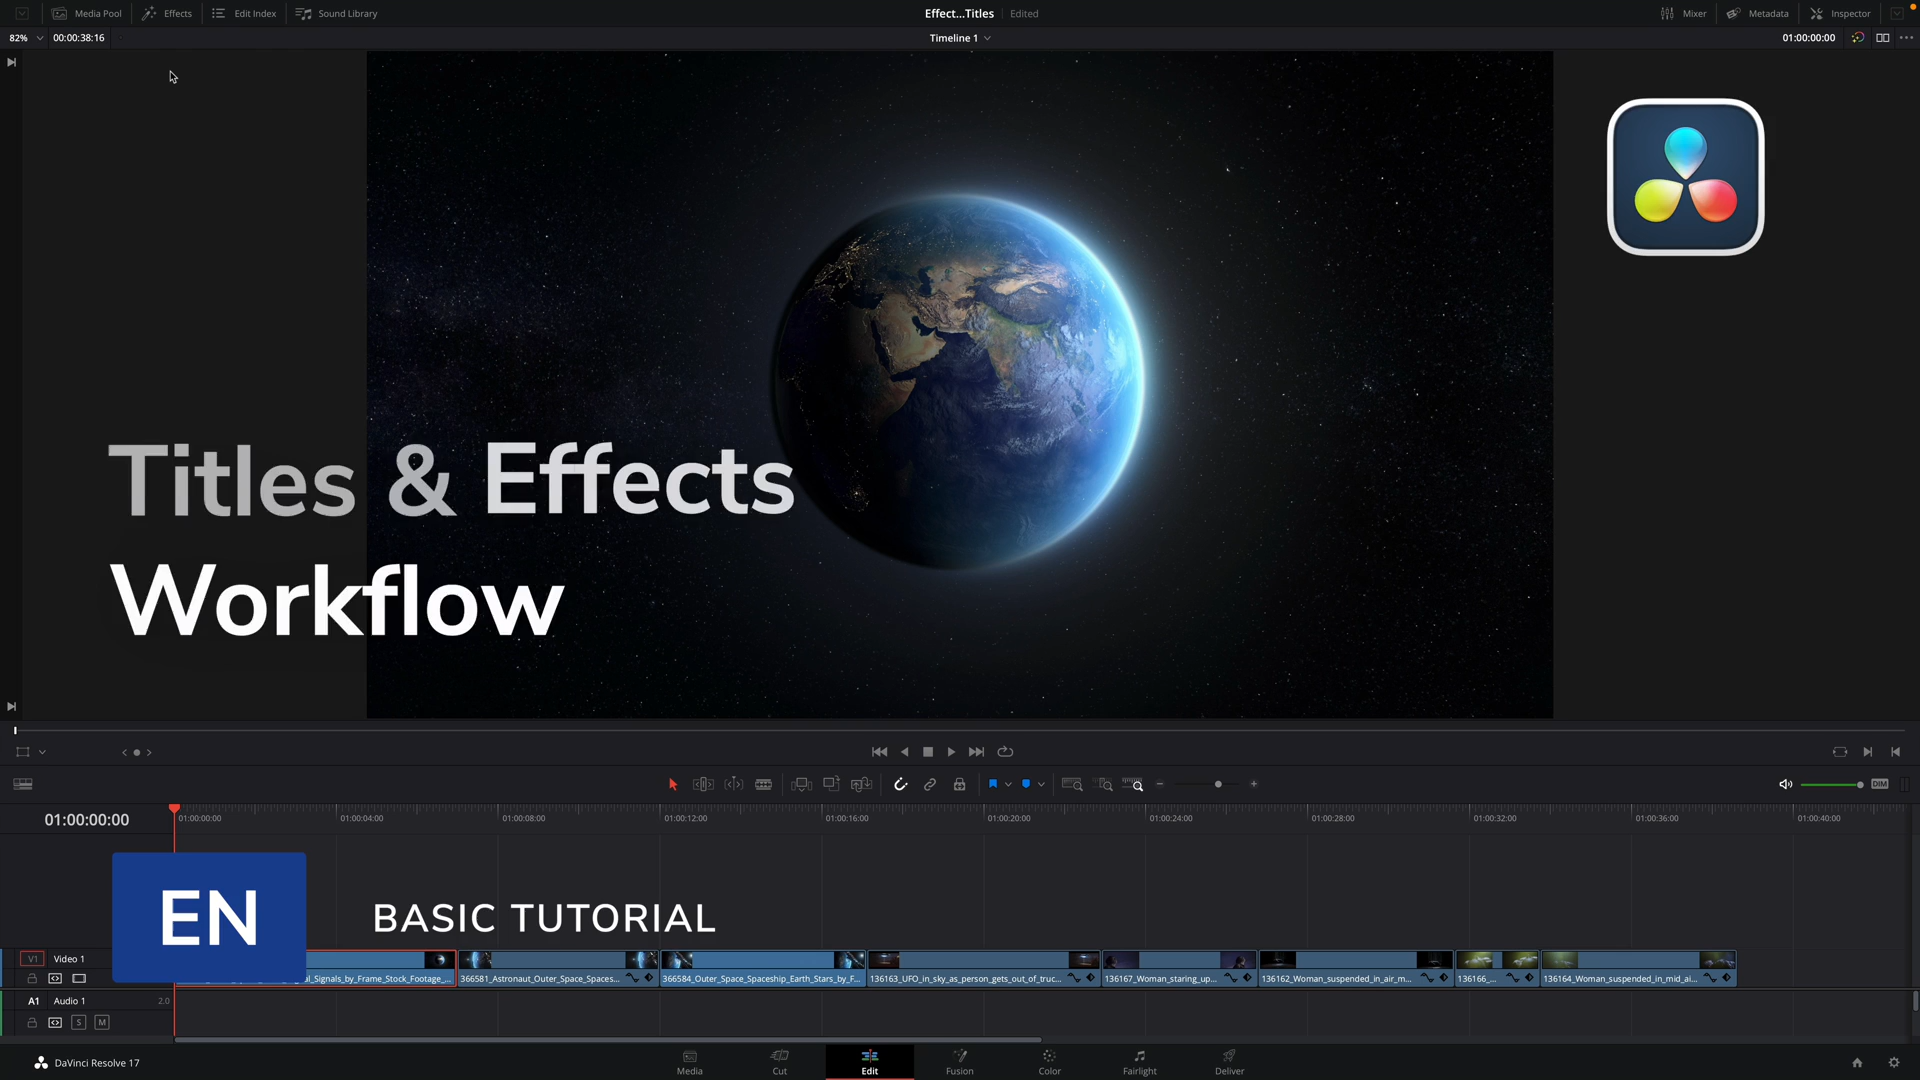 Media Pool
Effects
Edit Index
Sound Library
Effect...Titles
Edited
Mixer
Metadata
Inspector
82%
00:00:38:16
Timeline 1
01:00:00:00
Titles & Effects
Workflow
DIM
01:00:00:00
01:00:00:00
01:00:04:00
01:00:08:00
01:00:12:00
01:00:16:00
01:00:20:00
01:00:24:00
01:00:28:00
01:00:32:00
01:00:36:00
01:00:40:00
EN
BASIC TUTORIAL
V1
Video 1
al_Signals_by_Frame_Stock_Footage_...
366581_Astronaut_Outer_Space_Spaces...
366584_Outer_Space_Spaceship_Earth_Stars_by_F...
136163_UFO_in_sky_as_person_gets_out_of_truc...
136167_Woman_staring_up...
136162_Woman_suspended_in_air_m...
136166_...
136164_Woman_suspended_in_mid_ai...
A1
Audio 1
2.0
S
M
DaVinci Resolve 17
Media
Cut
Edit
Fusion
Color
Fairlight
Deliver